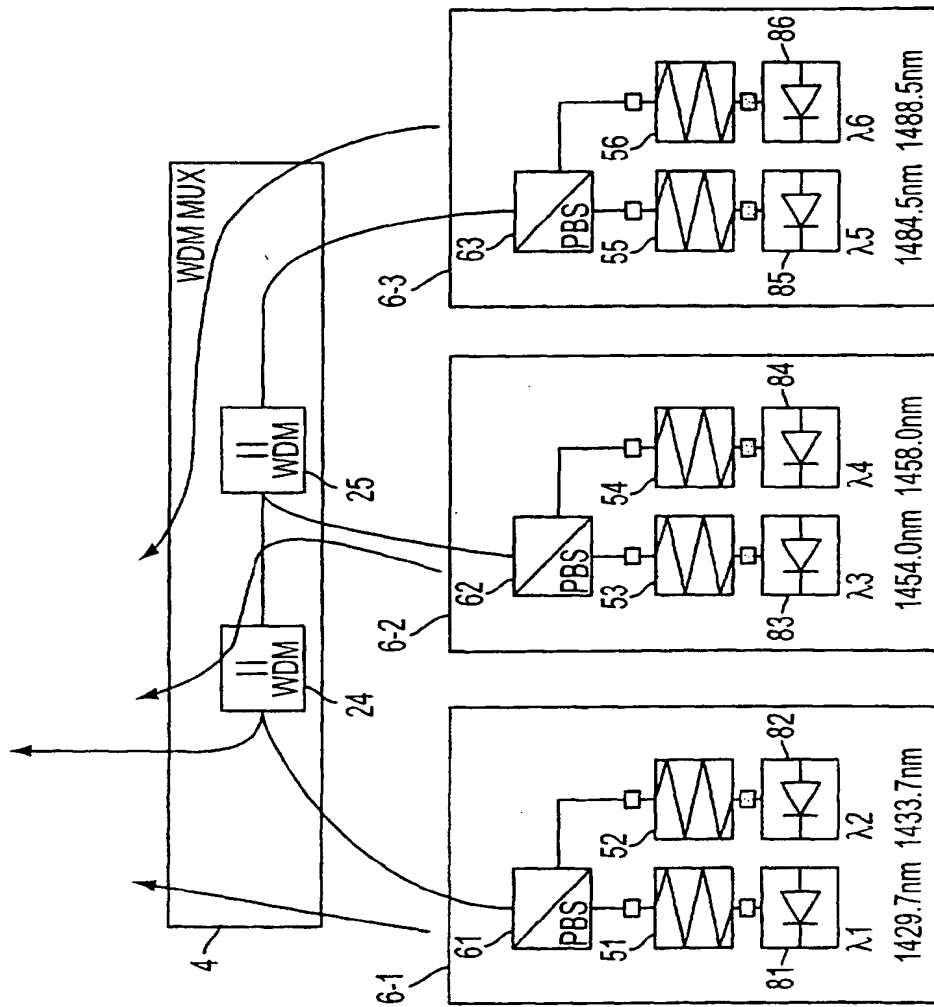 WDM MUX
4
WDM
24
WDM
25
6-1
61
PBS
51
52
81
82
λ1
λ2
1429.7nm 1433.7nm
6-2
62
PBS
53
54
83
84
λ3
λ4
1454.0nm 1458.0nm
6-3
63
PBS
55
56
85
86
λ5
λ6
1484.5nm 1488.5nm